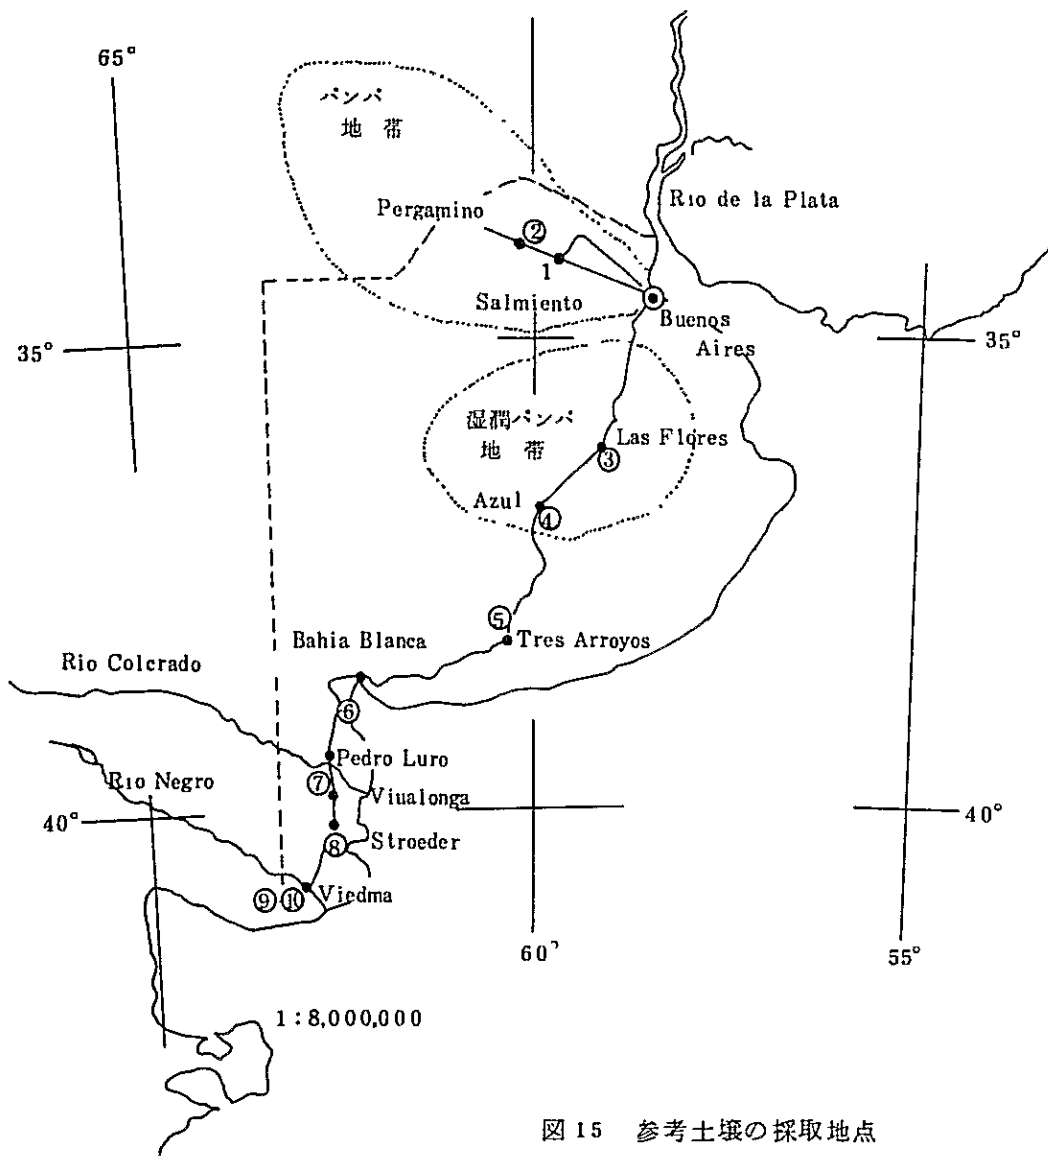 65°
パンパ
地帯
Rio de la Plata
Pergamino
②
1
Salmiento
Buenos
Aires
35°
35°
湿潤パンパ
地帯
Las Flores
③
Azul
④
⑤
Tres Arroyos
Bahia Blanca
Rio Colcrado
⑥
Pedro Luro
Rio Negro
⑦
Viualonga
40°
40°
Stroeder
⑧
⑨
⑩
Viedma
60°
55°
1:8,000,000
図15 参考土壌の採取地点